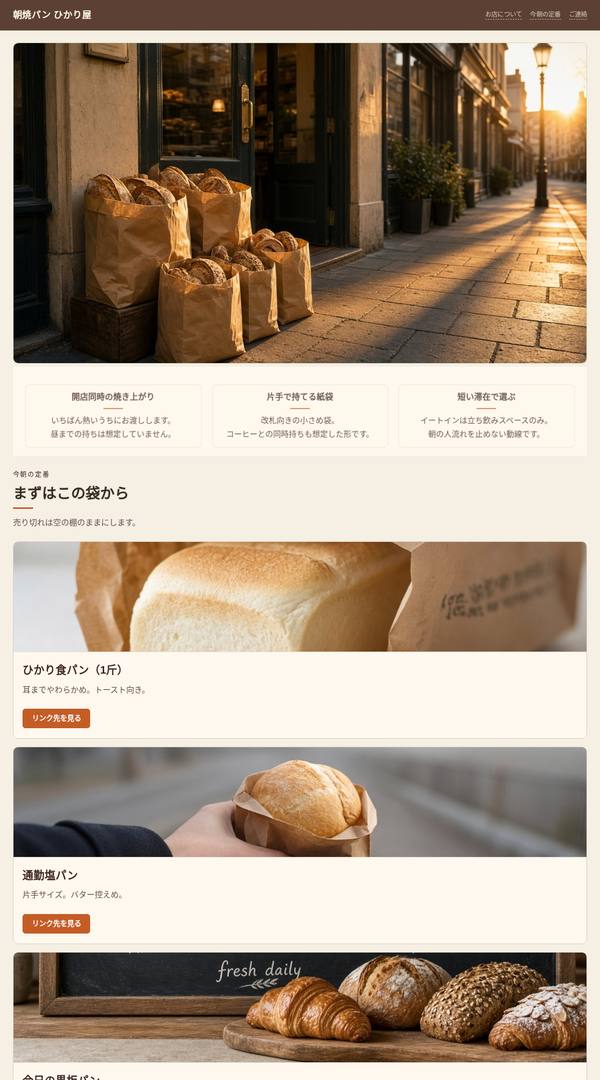 朝焼パン ひかり屋
お店について 今朝の定番 ご連絡
開店同時の焼き上がり
いちばん熱いうちにお渡しします。
昼までの持ちは想定していません。
片手で持てる紙袋
改札向きの小さめ袋。
コーヒーとの同時持ちも想定した形です。
短い滞在で選ぶ
イートインは立ち飲みスペースのみ。
朝の人流れを止めない動線です。
今朝の定番
まずはこの袋から
売り切れは空の棚のままにします。
ひかり食パン（1斤）
耳までやわらかめ。トースト向き。
リンク先を見る
通勤塩パン
片手サイズ。バター控えめ。
リンク先を見る
fresh daily